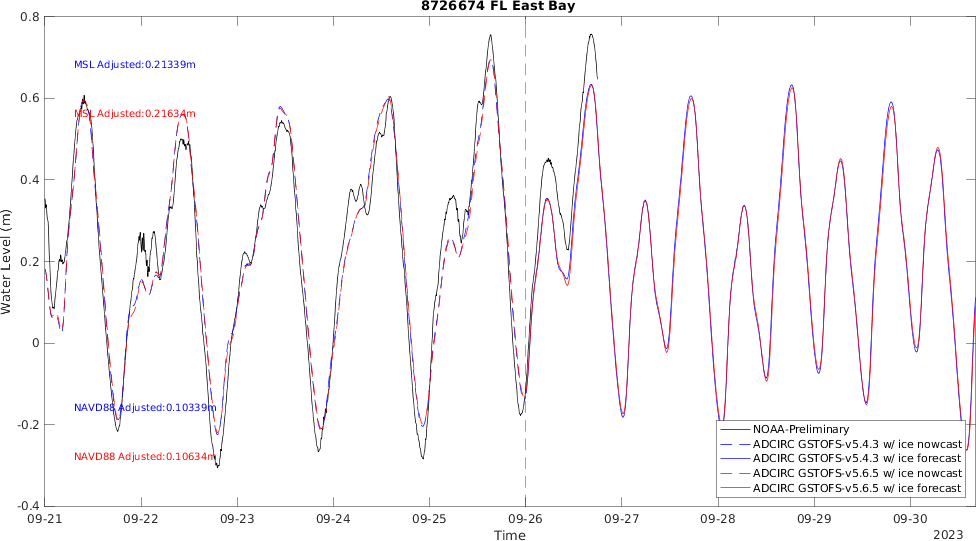 8726674 FL East Bay
0.8
0.6
0.4
0.2
0
-0.2
-0.4
Water Level (m)
MSL Adjusted:0.21339m
MSL Adjusted:0.21634m
NAVD88 Adjusted:0.10339m
NAVD88 Adjusted:0.10634m
NOAA-Preliminary
ADCIRC GSTOFS-v5.4.3 w/ ice nowcast
ADCIRC GSTOFS-v5.4.3 w/ ice forecast
ADCIRC GSTOFS-v5.6.5 w/ ice nowcast
ADCIRC GSTOFS-v5.6.5 w/ ice forecast
09-21 09-22 09-23 09-24 09-25 09-26 09-27 09-28 09-29 09-30
Time
2023